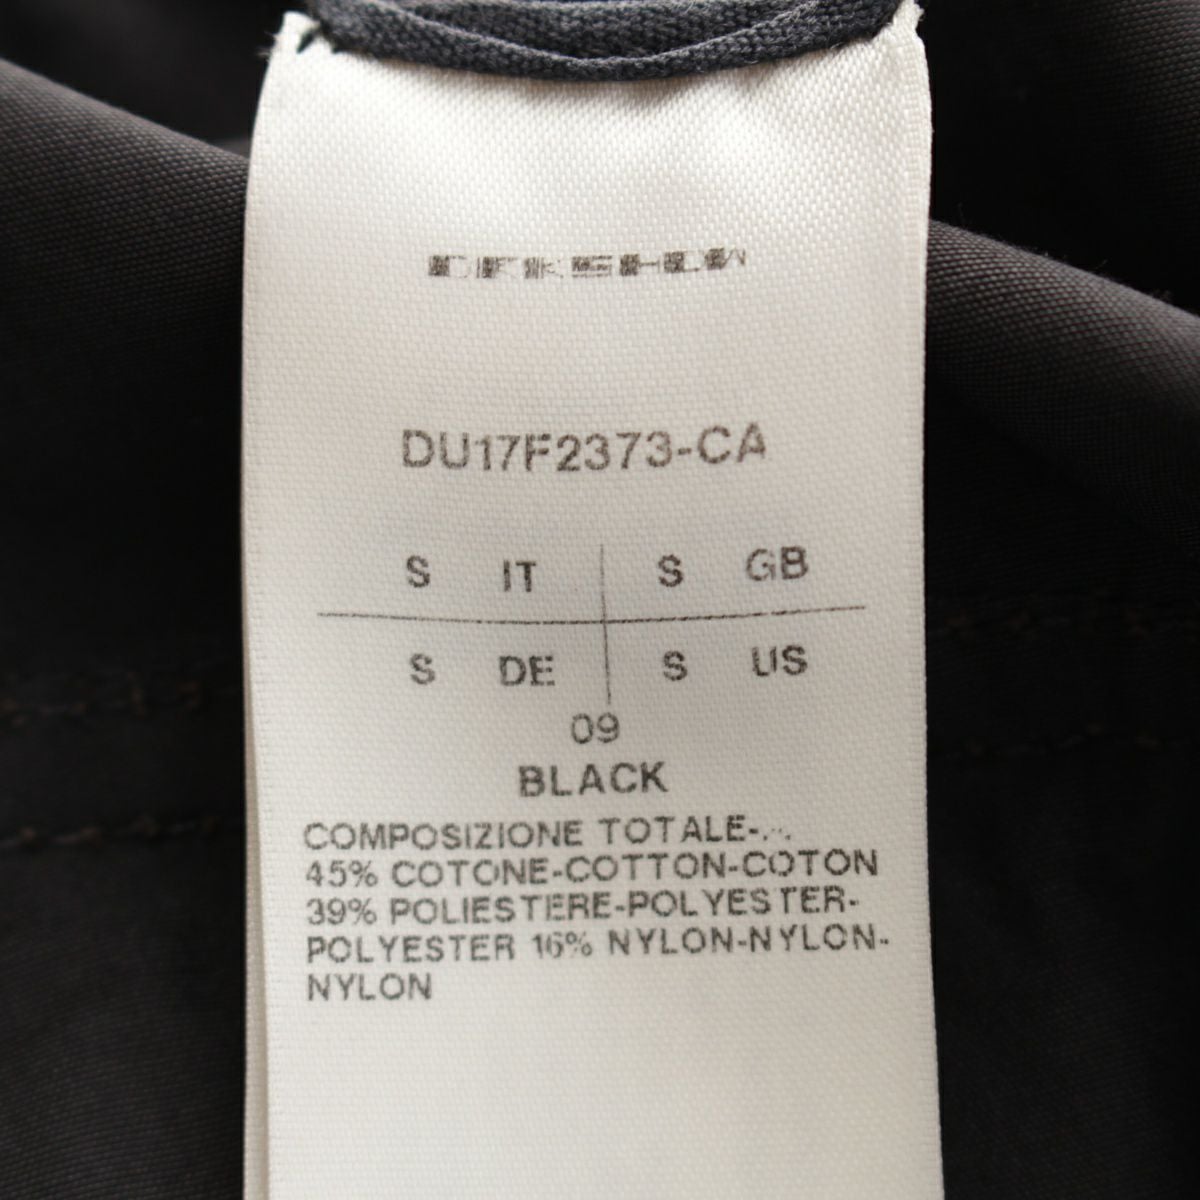 DRKSHDW
DU17F2373-CA
S IT S GB
S DE S US
09
BLACK
COMPOSIZIONE TOTALE-
45% COTONE-COTTON-COTON
39% POLIESTERE-POLYESTER-
POLYESTER 16% NYLON-NYLON-
NYLON